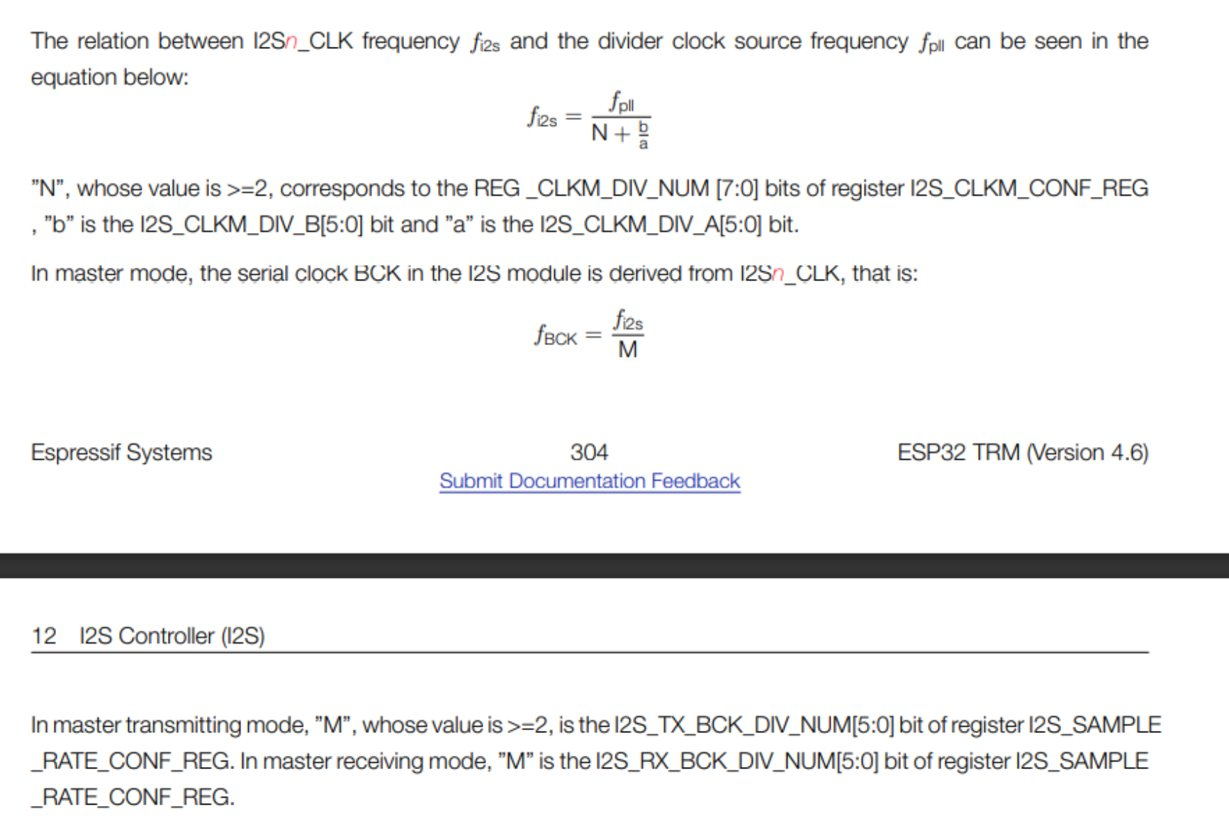 The relation between I2Sn_CLK frequency fi2s and the divider clock source frequency fpll can be seen in the
equation below:
fi2s = fpll / (N + b/a)
"N", whose value is >=2, corresponds to the REG _CLKM_DIV_NUM [7:0] bits of register I2S_CLKM_CONF_REG
, "b" is the I2S_CLKM_DIV_B[5:0] bit and "a" is the I2S_CLKM_DIV_A[5:0] bit.
In master mode, the serial clock BCK in the I2S module is derived from I2Sn_CLK, that is:
fBCK = fi2s / M
Espressif Systems
304
ESP32 TRM (Version 4.6)
Submit Documentation Feedback
12 I2S Controller (I2S)
In master transmitting mode, "M", whose value is >=2, is the I2S_TX_BCK_DIV_NUM[5:0] bit of register I2S_SAMPLE
_RATE_CONF_REG. In master receiving mode, "M" is the I2S_RX_BCK_DIV_NUM[5:0] bit of register I2S_SAMPLE
_RATE_CONF_REG.